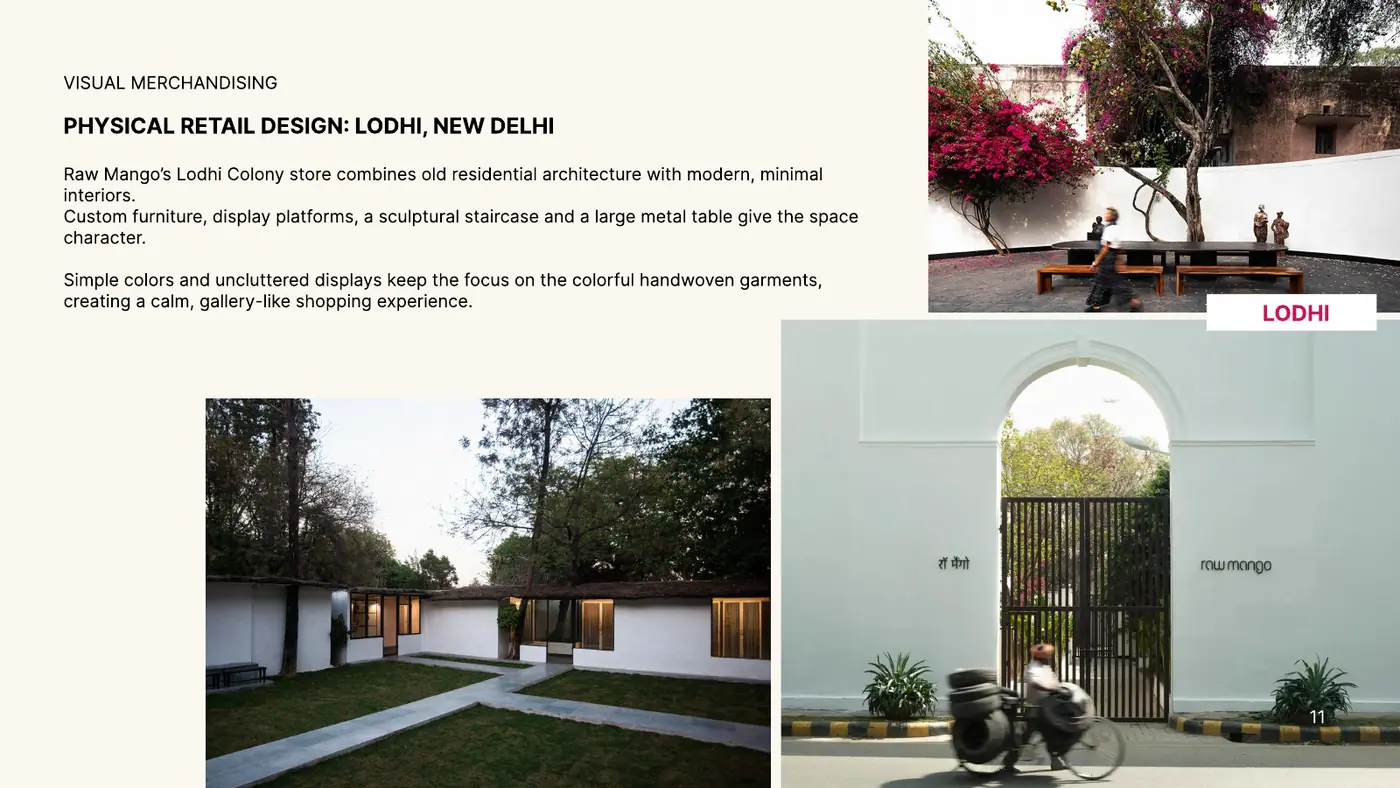 VISUAL MERCHANDISING
PHYSICAL RETAIL DESIGN: LODHI, NEW DELHI
Raw Mango’s Lodhi Colony store combines old residential architecture with modern, minimal
interiors.
Custom furniture, display platforms, a sculptural staircase and a large metal table give the space
character.
Simple colors and uncluttered displays keep the focus on the colorful handwoven garments,
creating a calm, gallery-like shopping experience.
LODHI
रॉ मैंगो
raw mango
11